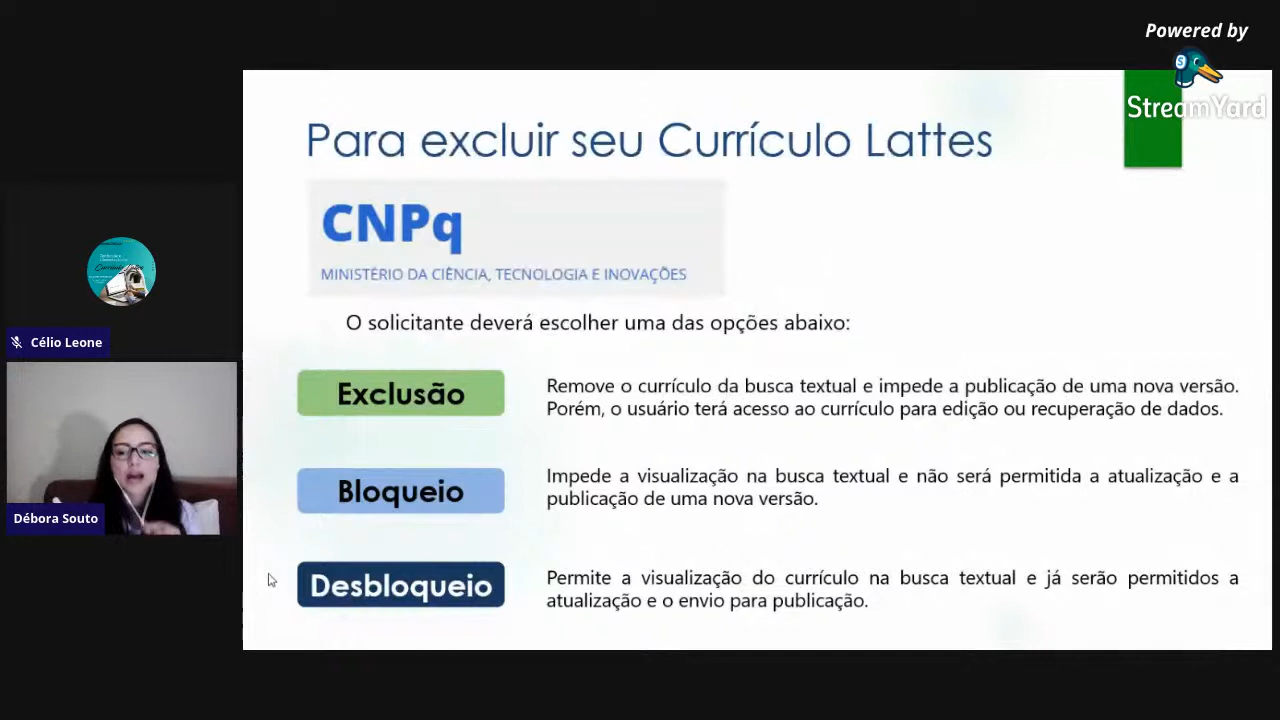 Powered by
StreamYard
Para excluir seu Currículo Lattes
CNPq
MINISTÉRIO DA CIÊNCIA, TECNOLOGIA E INOVAÇÕES
O solicitante deverá escolher uma das opções abaixo:
Exclusão
Remove o currículo da busca textual e impede a publicação de uma nova versão.
Porém, o usuário terá acesso ao currículo para edição ou recuperação de dados.
Bloqueio
Impede a visualização na busca textual e não será permitida a atualização e a
publicação de uma nova versão.
Desbloqueio
Permite a visualização do currículo na busca textual e já serão permitidos a
atualização e o envio para publicação.
Célio Leone
Débora Souto